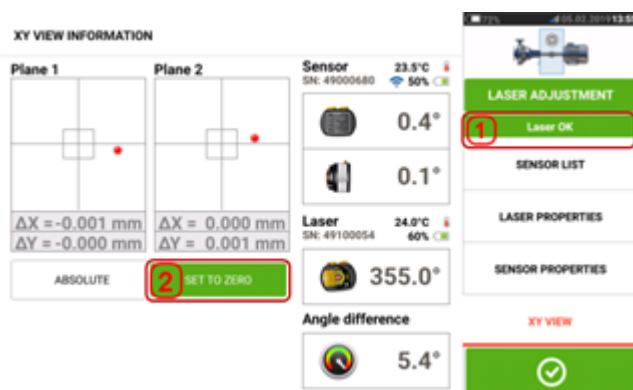 XY VIEW INFORMATION
Plane 1
Plane 2
ΔX =-0.001 mm
ΔY =-0.000 mm
ΔX = 0.000 mm
ΔY = 0.001 mm
ABSOLUTE
2
SET TO ZERO
Sensor
23.5°C
SN: 49000680
50%
0.4°
0.1°
Laser
24.0°C
SN: 49100054
60%
355.0°
Angle difference
5.4°
72%
05.02.2019 13:5
LASER ADJUSTMENT
1
Laser OK
SENSOR LIST
LASER PROPERTIES
SENSOR PROPERTIES
XY VIEW